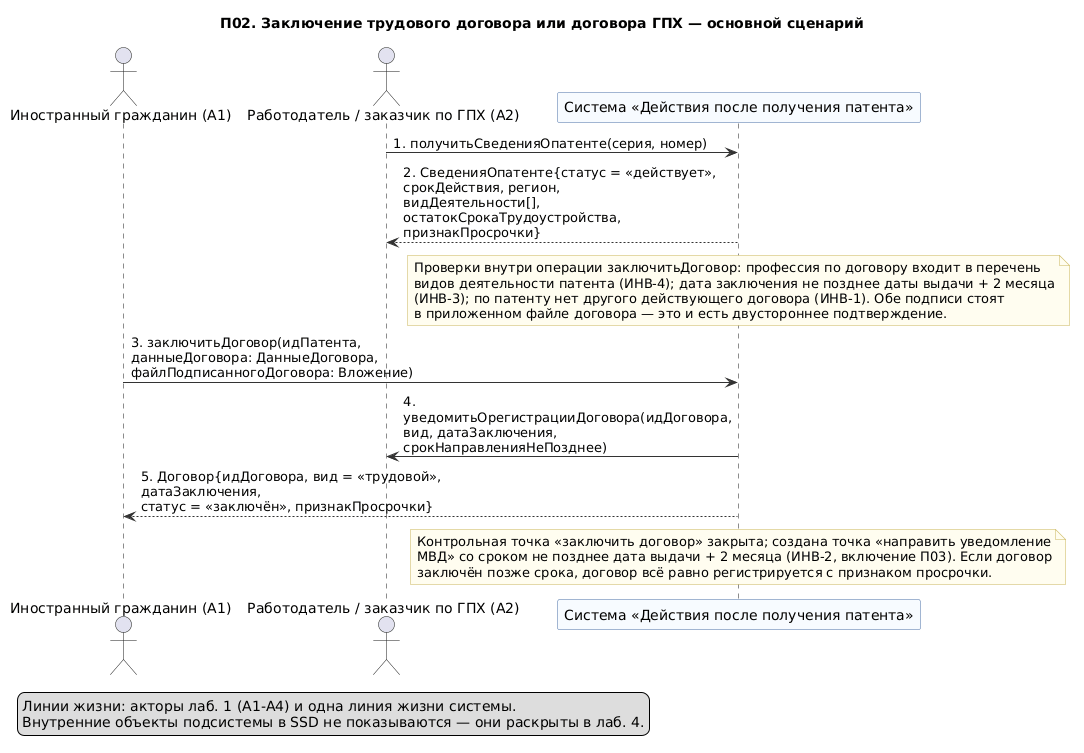 П02. Заключение трудового договора или договора ГПХ — основной сценарий
Иностранный гражданин (А1)
Работодатель / заказчик по ГПХ (А2)
Система «Действия после получения патента»
1. получитьСведенияОпатенте(серия, номер)
2. СведенияОпатенте{статус = «действует»,
срокДействия, регион,
видДеятельности[],
остатокСрокаТрудоустройства,
признакПросрочки}
Проверки внутри операции заключитьДоговор: профессия по договору входит в перечень
видов деятельности патента (ИНВ-4); дата заключения не позднее даты выдачи + 2 месяца
(ИНВ-3); по патенту нет другого действующего договора (ИНВ-1). Обе подписи стоят
в приложенном файле договора — это и есть двустороннее подтверждение.
3. заключитьДоговор(идПатента,
данныеДоговора: ДанныеДоговора,
файлПодписанногоДоговора: Вложение)
4.
уведомитьОрегистрацииДоговора(идДоговора,
вид, датаЗаключения,
срокНаправленияНеПозднее)
5. Договор{идДоговора, вид = «трудовой»,
датаЗаключения,
статус = «заключён», признакПросрочки}
Контрольная точка «заключить договор» закрыта; создана точка «направить уведомление
МВД» со сроком не позднее дата выдачи + 2 месяца (ИНВ-2, включение П03). Если договор
заключён позже срока, договор всё равно регистрируется с признаком просрочки.
Иностранный гражданин (А1)
Работодатель / заказчик по ГПХ (А2)
Система «Действия после получения патента»
Линии жизни: акторы лаб. 1 (А1-А4) и одна линия жизни системы.
Внутренние объекты подсистемы в SSD не показываются — они раскрыты в лаб. 4.